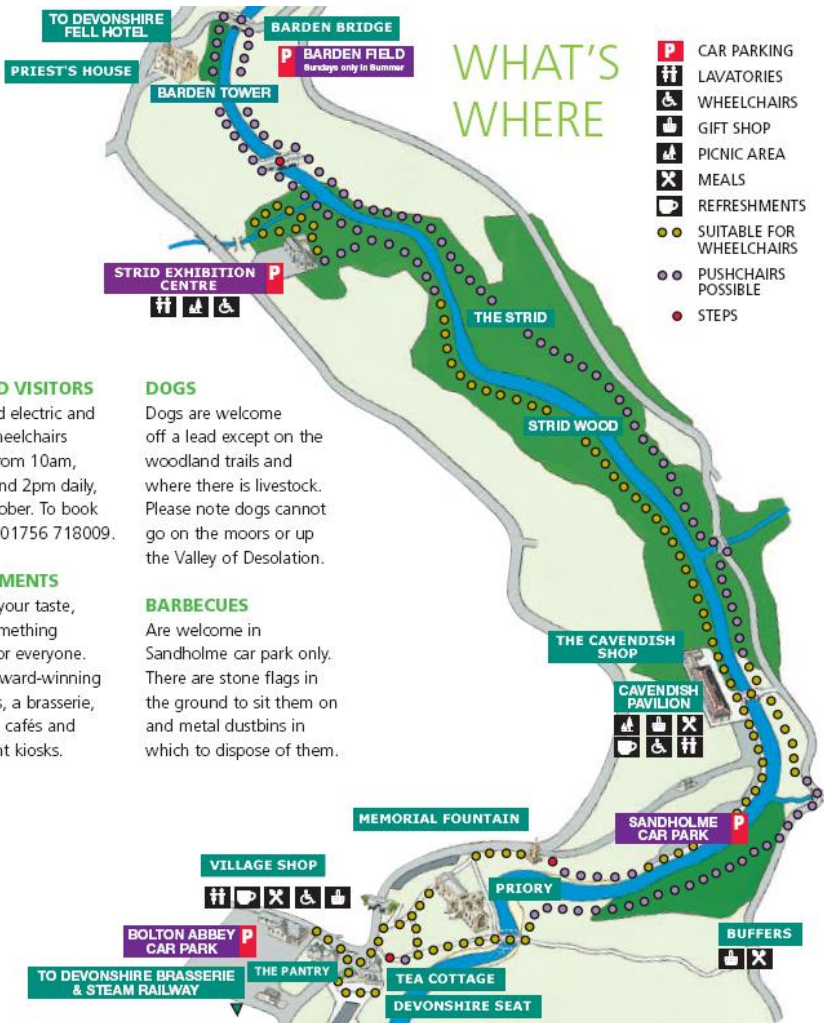 TO DEVONSHIRE
FELL HOTEL
BARDEN BRIDGE
P BARDEN FIELD
Sundays only in Summer
PRIEST'S HOUSE
BARDEN TOWER
WHAT'S
WHERE
P CAR PARKING
LAVATORIES
WHEELCHAIRS
GIFT SHOP
PICNIC AREA
MEALS
REFRESHMENTS
SUITABLE FOR
WHEELCHAIRS
PUSHCHAIRS
POSSIBLE
STEPS
STRID EXHIBITION
CENTRE
P
THE STRID
STRID WOOD
D VISITORS
d electric and
heelchairs
rom 10am,
nd 2pm daily,
ober. To book
01756 718009.
MENTS
your taste,
mething
or everyone.
ward-winning
s, a brasserie,
cafés and
nt kiosks.
DOGS
Dogs are welcome
off a lead except on the
woodland trails and
where there is livestock.
Please note dogs cannot
go on the moors or up
the Valley of Desolation.
BARBECUES
Are welcome in
Sandholme car park only.
There are stone flags in
the ground to sit them on
and metal dustbins in
which to dispose of them.
THE CAVENDISH
SHOP
CAVENDISH
PAVILION
MEMORIAL FOUNTAIN
SANDHOLME
CAR PARK
P
VILLAGE SHOP
PRIORY
BOLTON ABBEY
CAR PARK
P
BUFFERS
TO DEVONSHIRE BRASSERIE
& STEAM RAILWAY
THE PANTRY
TEA COTTAGE
DEVONSHIRE SEAT